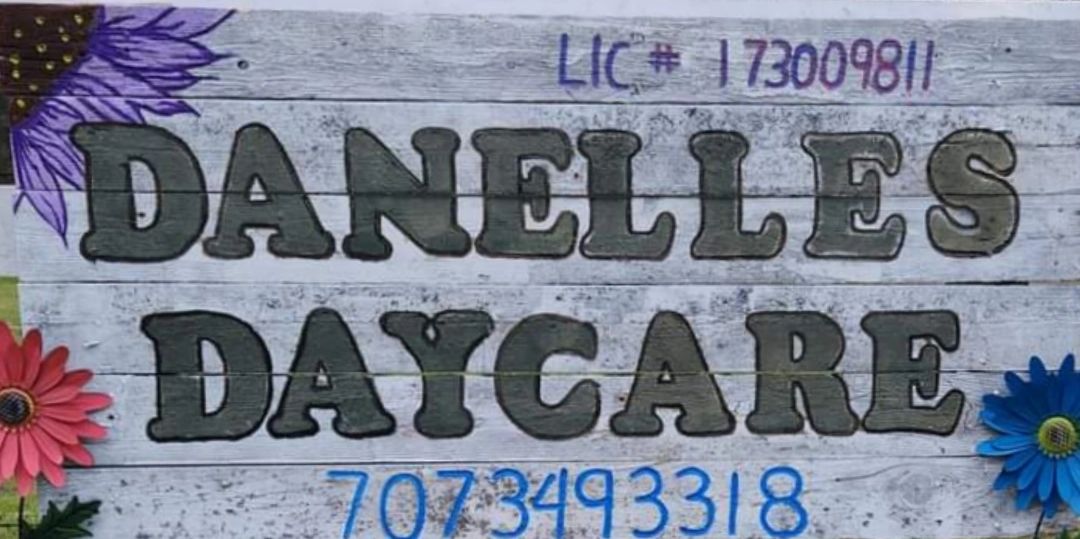 LIC # 173009811
DANELLES
DAYCARE
7073493318